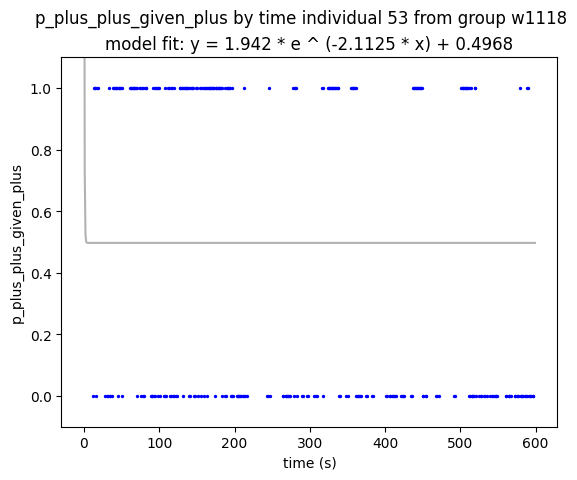 p_plus_plus_given_plus by time individual 53 from group w1118
model fit: y = 1.942 * e ^ (-2.1125 * x) + 0.4968
1.0
0.8
0.6
0.4
0.2
0.0
p_plus_plus_given_plus
0 100 200 300 400 500 600
time (s)